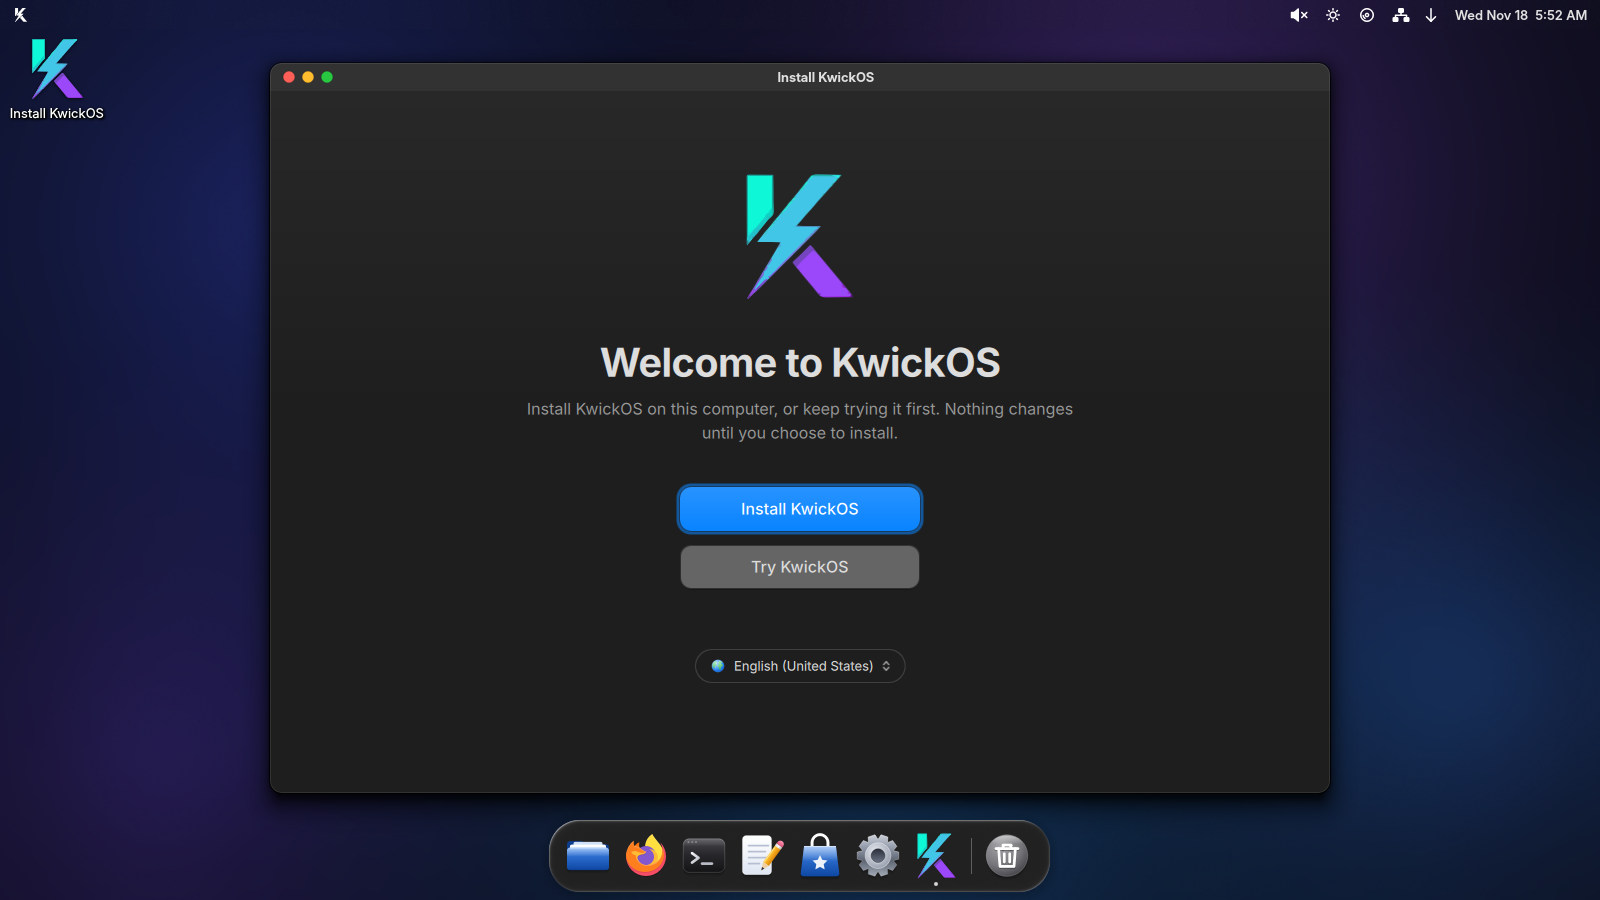 Wed Nov 18 5:52 AM
Install KwickOS
Install KwickOS
Welcome to KwickOS
Install KwickOS on this computer, or keep trying it first. Nothing changes
until you choose to install.
Install KwickOS
Try KwickOS
English (United States)